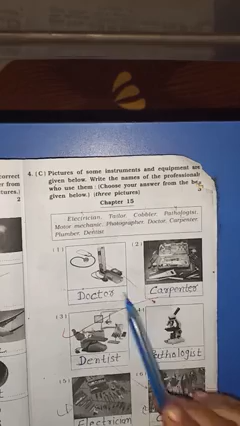 correct
er from
tures.)
2
4. (C) Pictures of some instruments and equipment are
given below. Write the names of the professionals
who use them : (Choose your answer from the box
given below.) (three pictures)
3
Chapter 15
Electrician, Tailor, Cobbler, Pathologist,
Motor mechanic, Photographer, Doctor, Carpenter,
Plumber, Dentist
(1)
(2)
Doctor
Carpenter
(3)
Dentist
Pathologist
(5)
Electrician